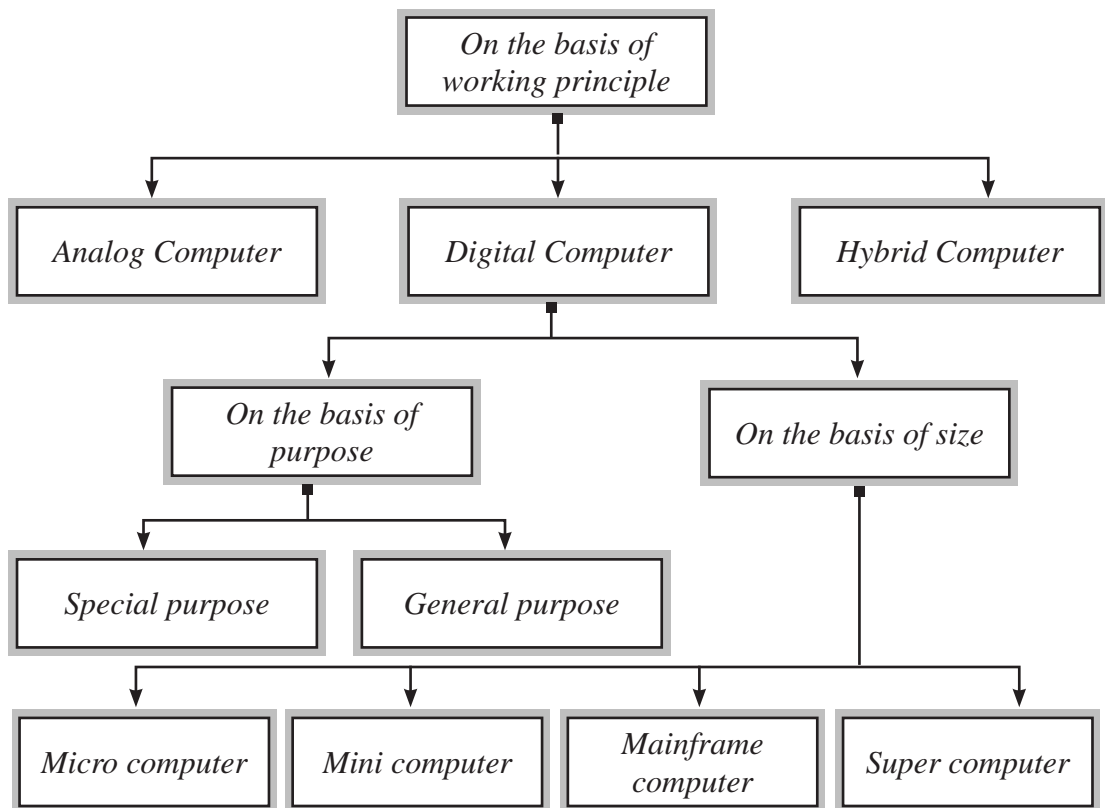 On the basis of
working principle
Analog Computer
Digital Computer
Hybrid Computer
On the basis of
purpose
On the basis of size
Special purpose
General purpose
Micro computer
Mini computer
Mainframe
computer
Super computer